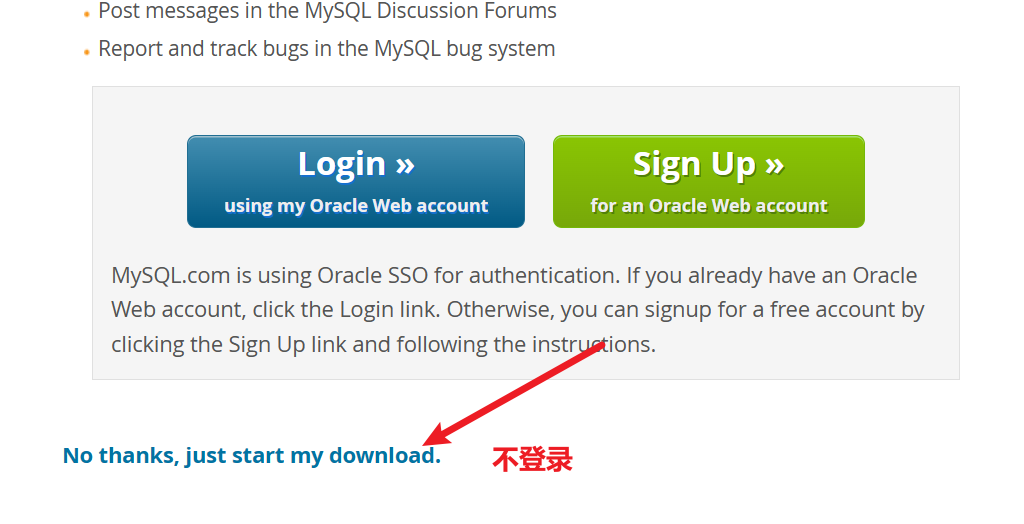 Post messages in the MySQL Discussion Forums
Report and track bugs in the MySQL bug system
Login »
using my Oracle Web account
Sign Up »
for an Oracle Web account
MySQL.com is using Oracle SSO for authentication. If you already have an Oracle
Web account, click the Login link. Otherwise, you can signup for a free account by
clicking the Sign Up link and following the instructions.
No thanks, just start my download.
不登录